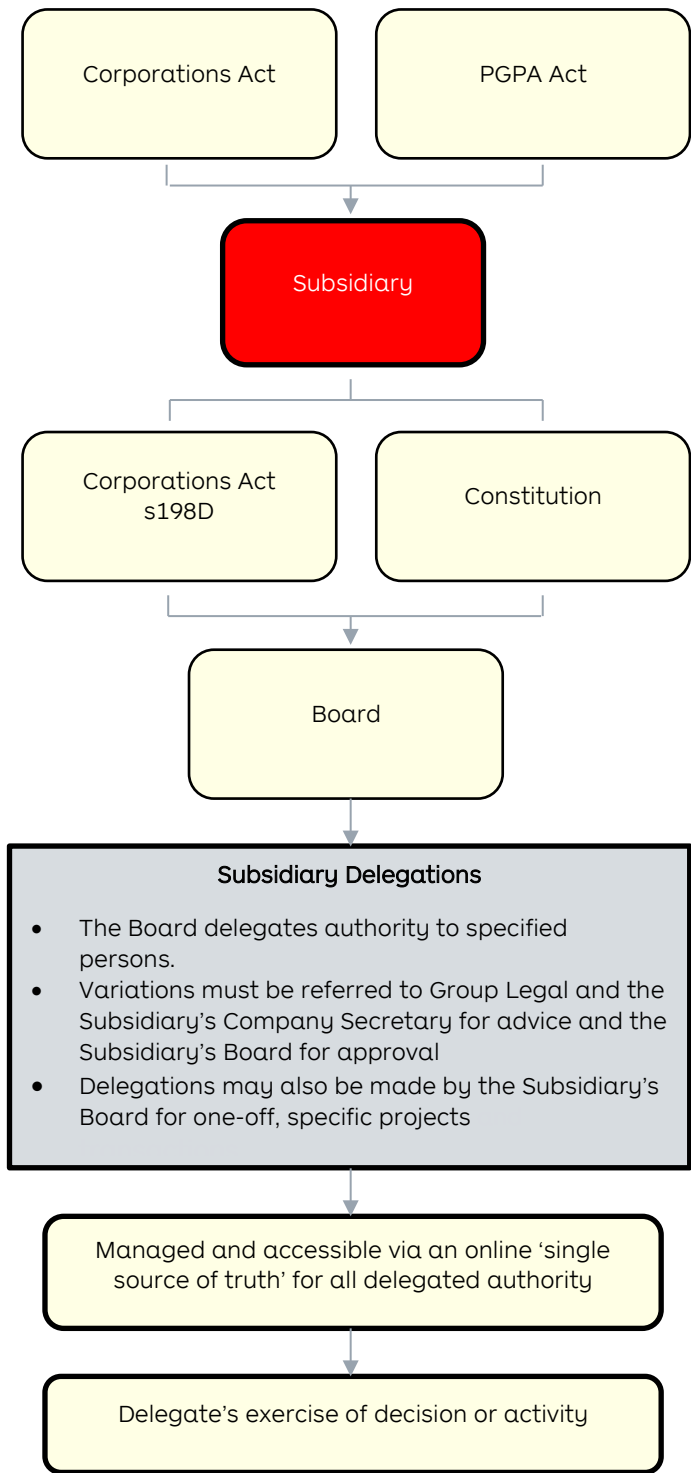 Corporations Act
PGPA Act
Subsidiary
Corporations Act
s198D
Constitution
Board
Subsidiary Delegations
• The Board delegates authority to specified
persons.
• Variations must be referred to Group Legal and the
Subsidiary's Company Secretary for advice and the
Subsidiary's Board for approval
• Delegations may also be made by the Subsidiary's
Board for one-off, specific projects
Managed and accessible via an online ‘single
source of truth’ for all delegated authority
Delegate's exercise of decision or activity